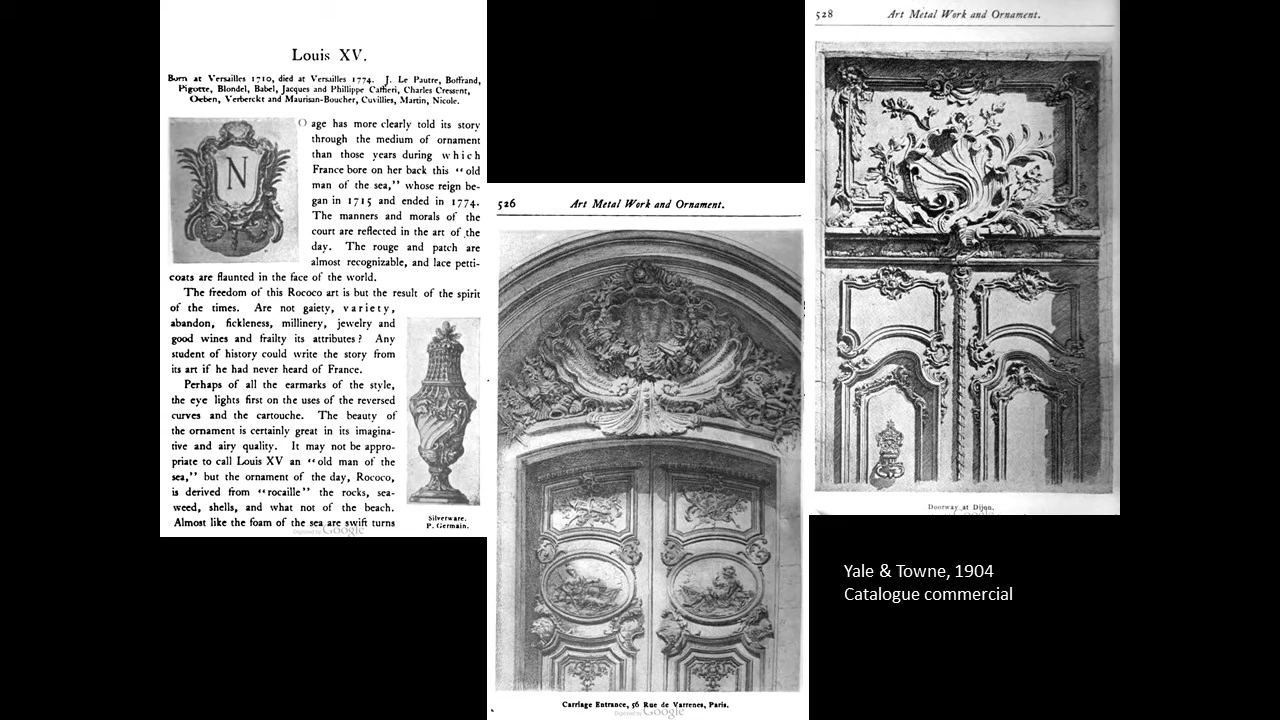 Louis XV.
Born at Versailles 1710, died at Versailles 1774. J. Le Pautre, Boffrand,
Pigotte, Blondel, Babel, Jacques and Phillippe Caffieri, Charles Cressent,
Oeben, Verberckt and Maurisan-Boucher, Cuvillies, Martin, Nicole.
N
O age has more clearly told its story
through the medium of ornament
than those years during which
France bore on her back this "old
man of the sea," whose reign be-
gan in 1715 and ended in 1774.
The manners and morals of the
court are reflected in the art of the
day. The rouge and patch are
almost recognizable, and lace petti-
coats are flaunted in the face of the world.
The freedom of this Rococo art is but the result of the spirit
of the times. Are not gaiety, variety,
abandon, fickleness, millinery, jewelry and
good wines and frailty its attributes? Any
student of history could write the story from
its art if he had never heard of France.
Perhaps of all the earmarks of the style,
the eye lights first on the uses of the reversed
curves and the cartouche. The beauty of
the ornament is certainly great in its imagina-
tive and airy quality. It may not be appro-
priate to call Louis XV an "old man of the
sea," but the ornament of the day, Rococo,
is derived from "rocaille" the rocks, sea-
weed, shells, and what not of the beach.
Almost like the foam of the sea are swift turns
Silverware.
P. Germain.
Digitized by Google
526 Art Metal Work and Ornament.
Carriage Entrance, 56 Rue de Varrenes, Paris.
Digitized by Google
528 Art Metal Work and Ornament.
Doorway at Dijon.
Google
Yale & Towne, 1904
Catalogue commercial